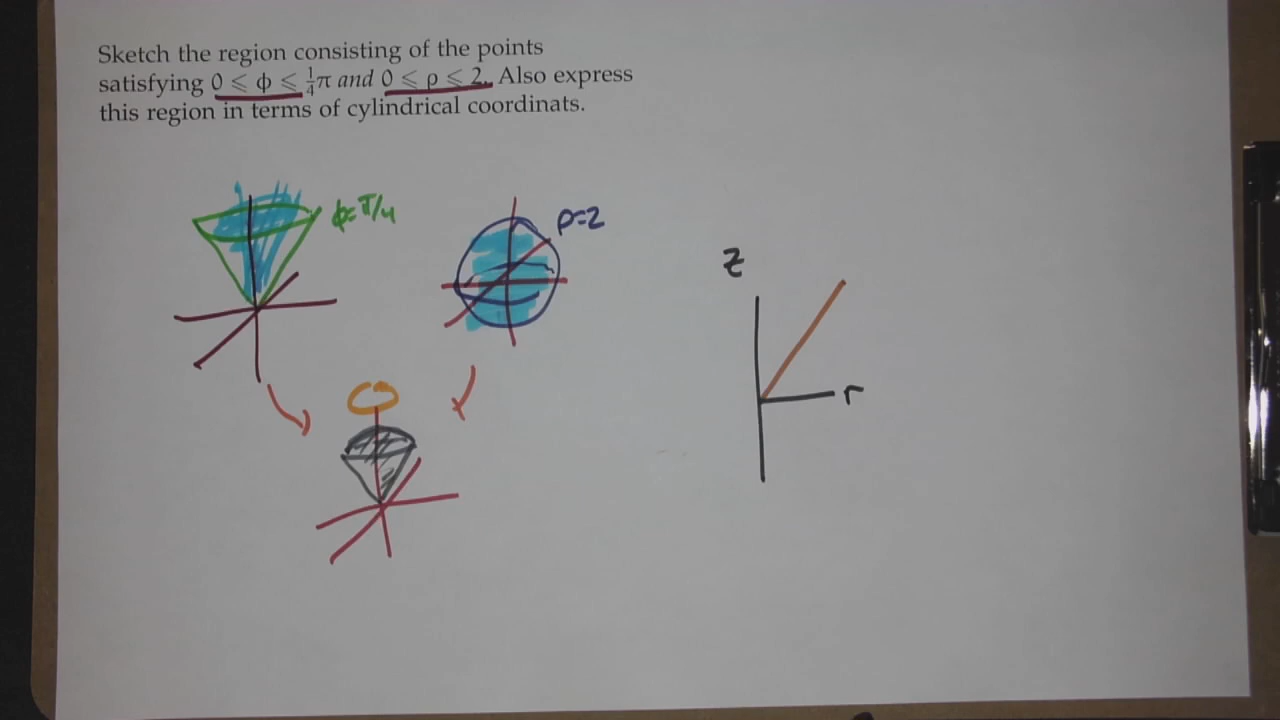 Sketch the region consisting of the points
satisfying 0 ⩽ ϕ ⩽ ¼π and 0 ⩽ ρ ⩽ 2. Also express
this region in terms of cylindrical coordinats.
ϕ=π/4
ρ=2
z
r